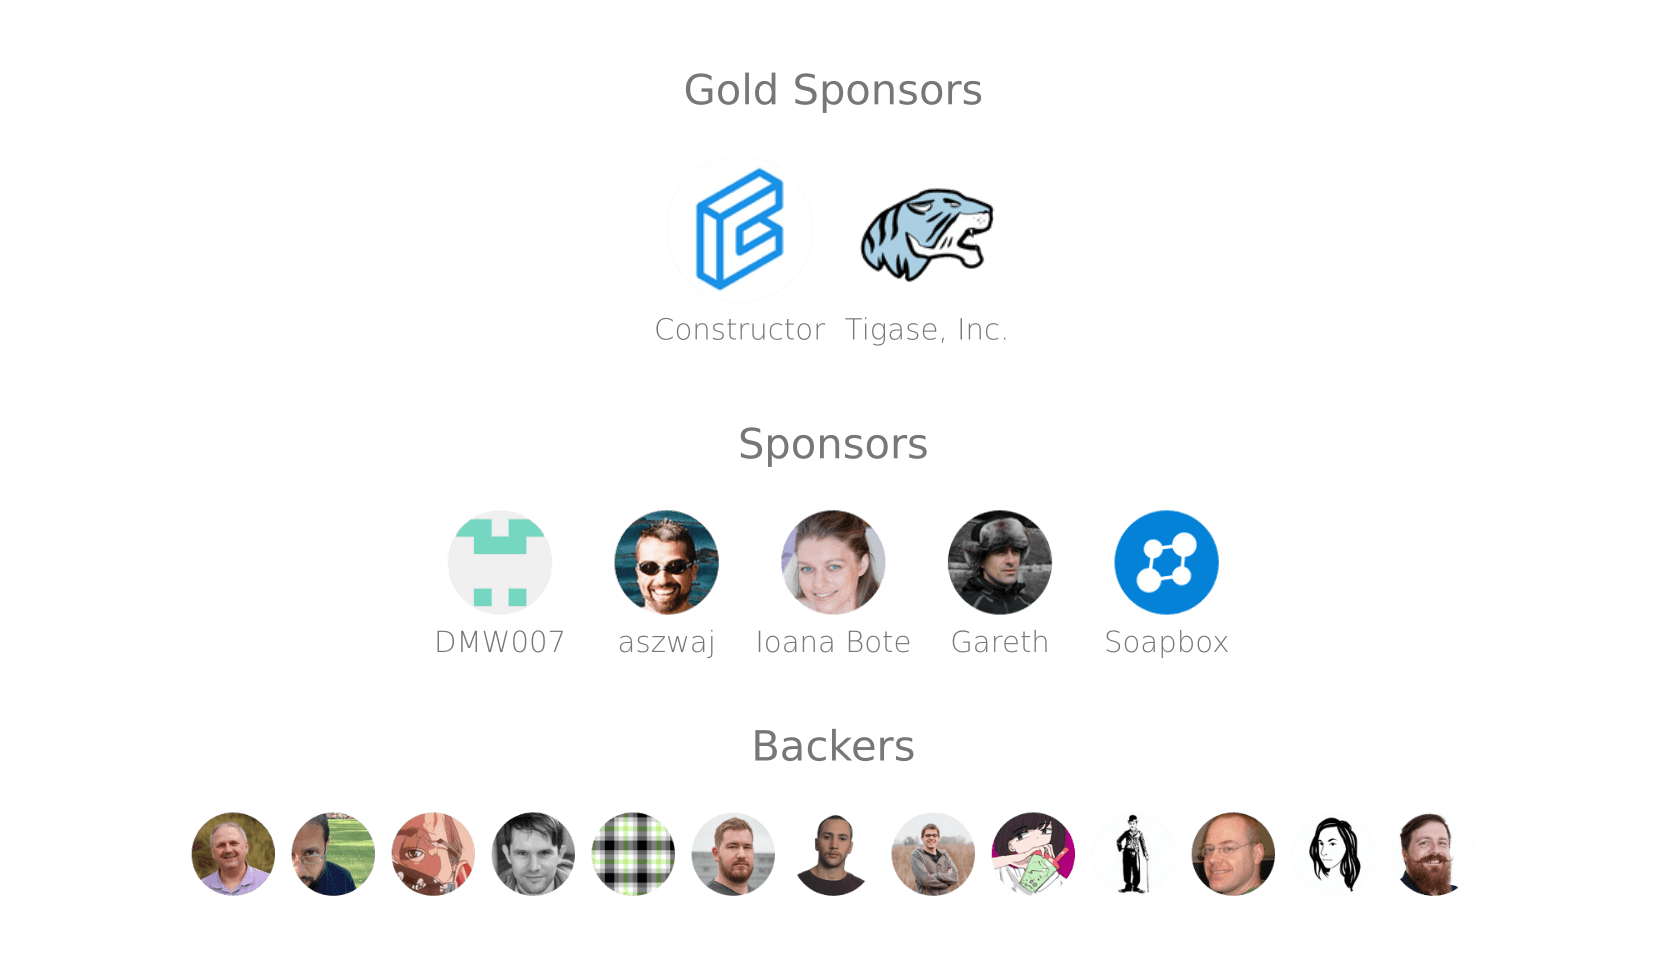 Gold Sponsors
Constructor Tigase, Inc.
Sponsors
DMW007 aszwaj Ioana Bote Gareth Soapbox
Backers